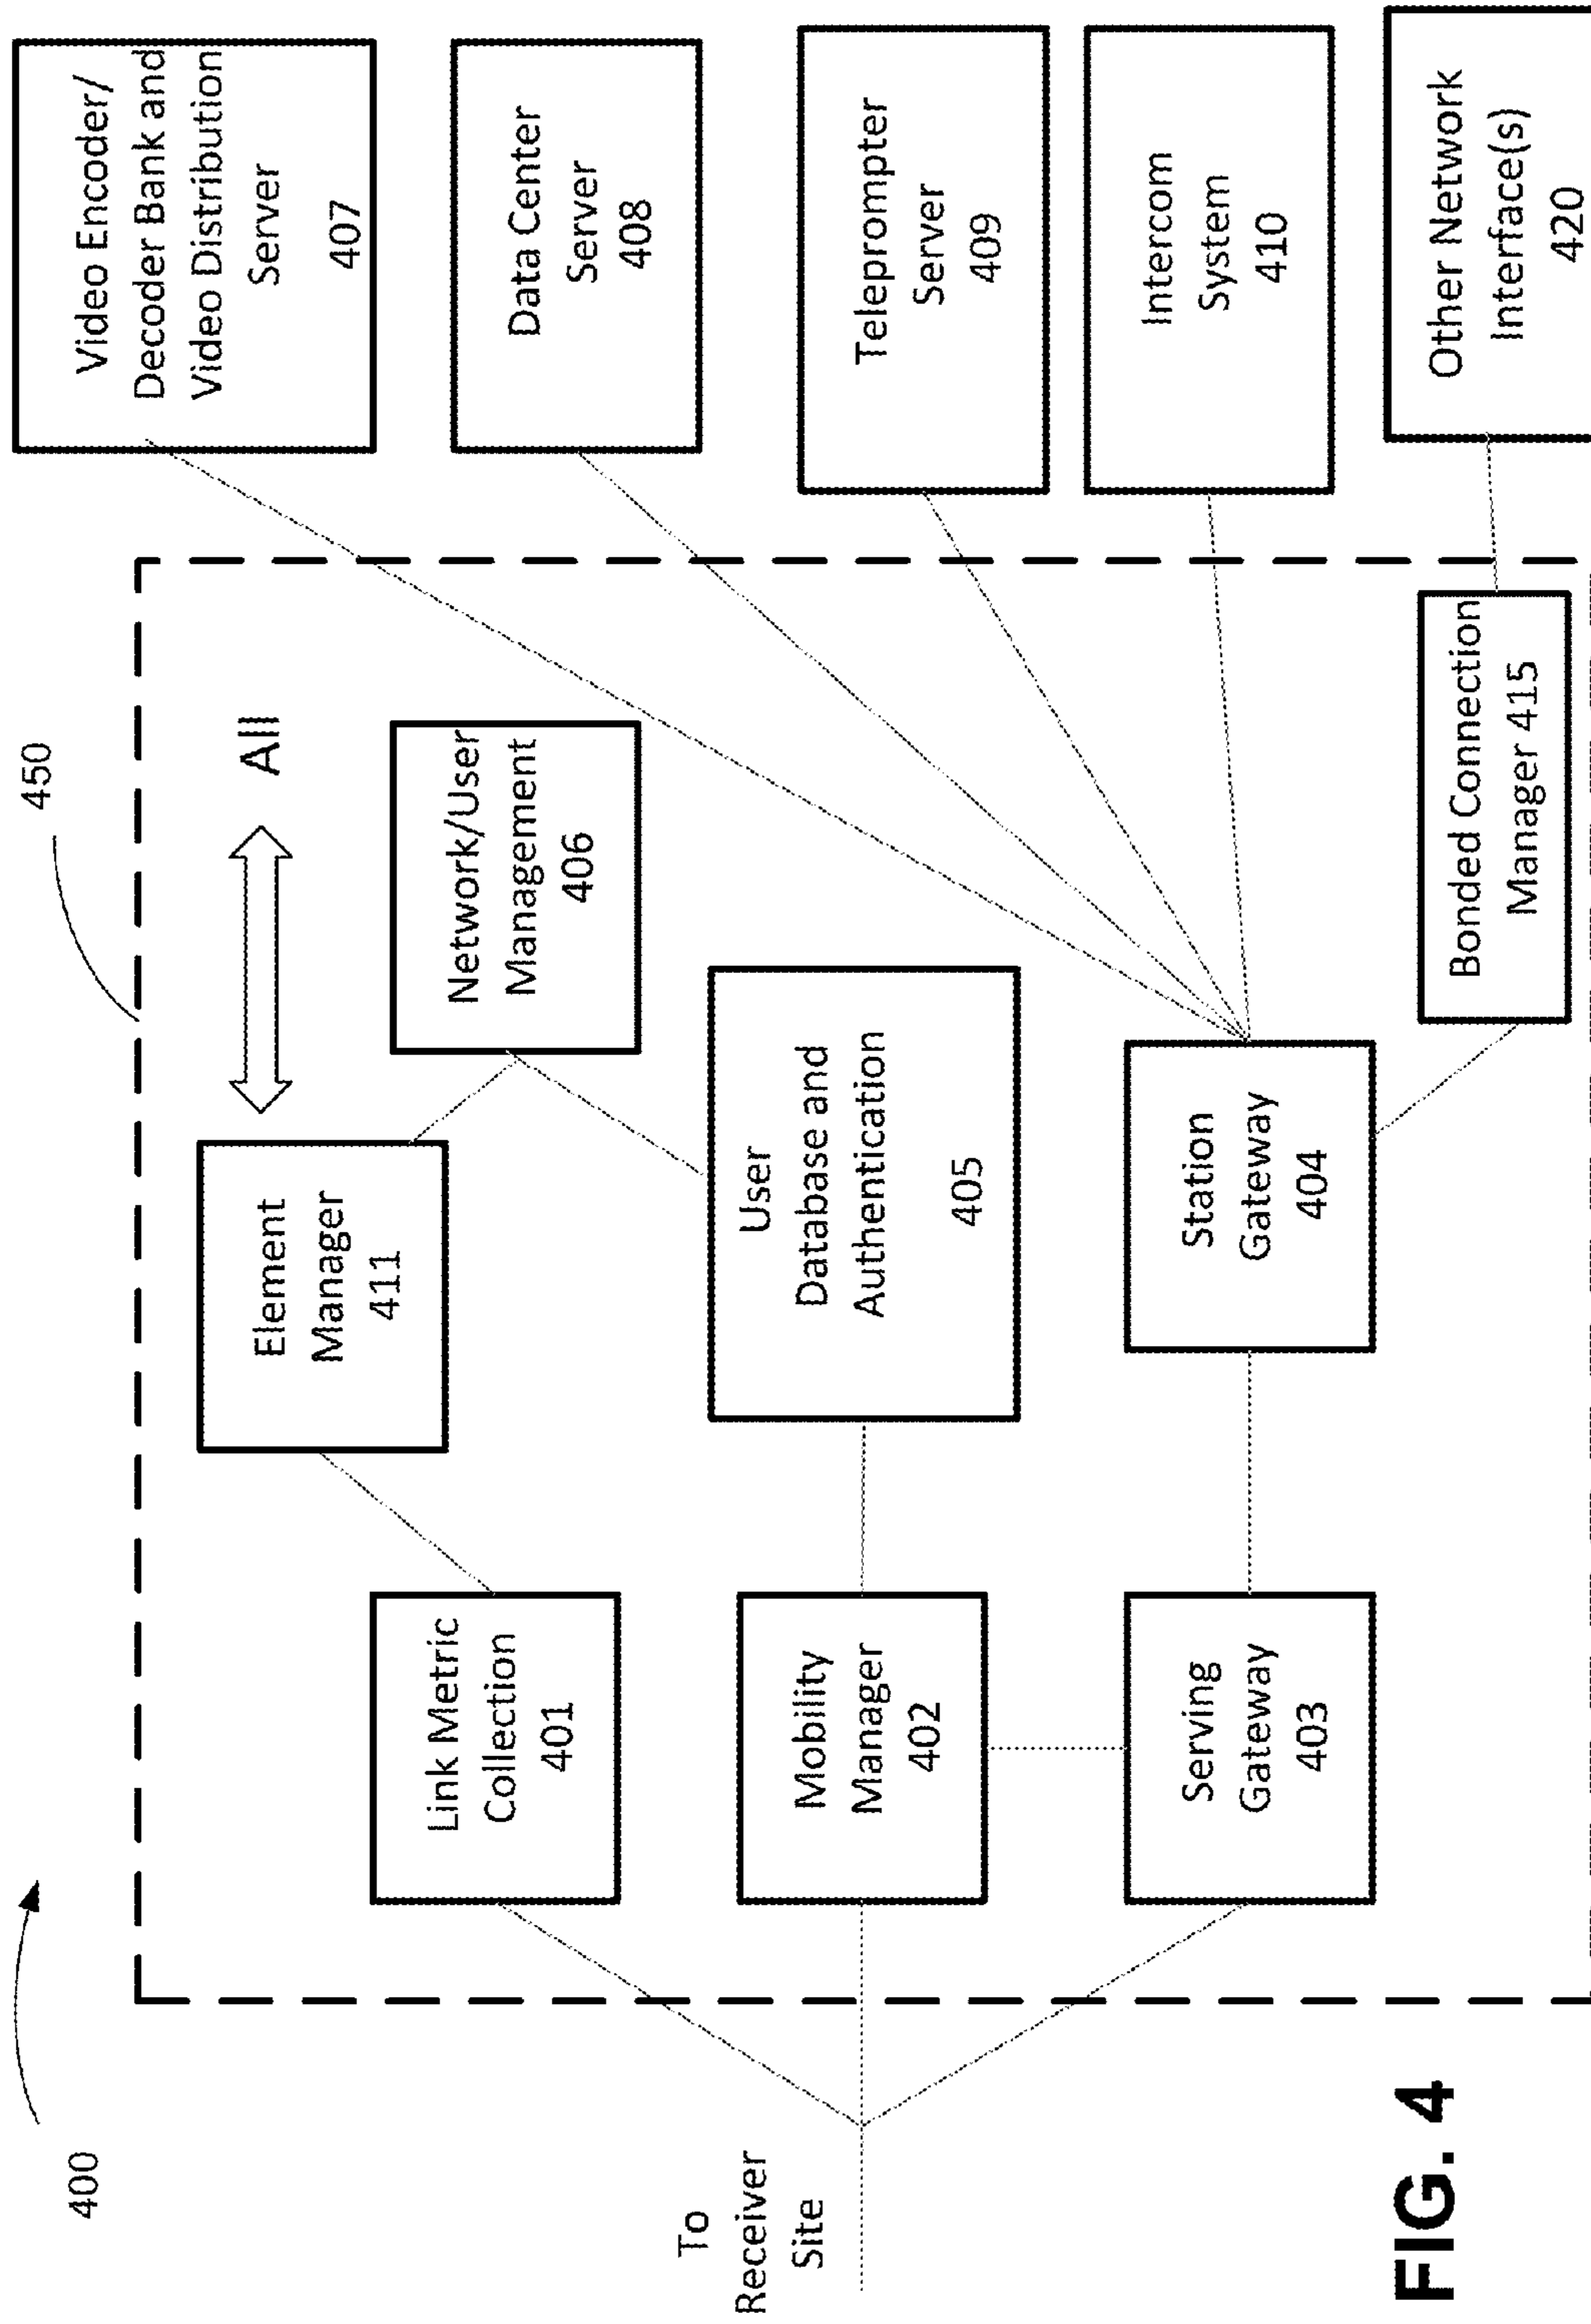 400
450
To
Receiver
Site
Link Metric
Collection
401
Mobility
Manager
402
Serving
Gateway
403
Element
Manager
411
All
Network/User
Management
406
User
Database and
Authentication
405
Station
Gateway
404
Bonded Connection
Manager 415
Video Encoder/
Decoder Bank and
Video Distribution
Server
407
Data Center
Server
408
Teleprompter
Server
409
Intercom
System
410
Other Network
Interface(s)
420
FIG. 4